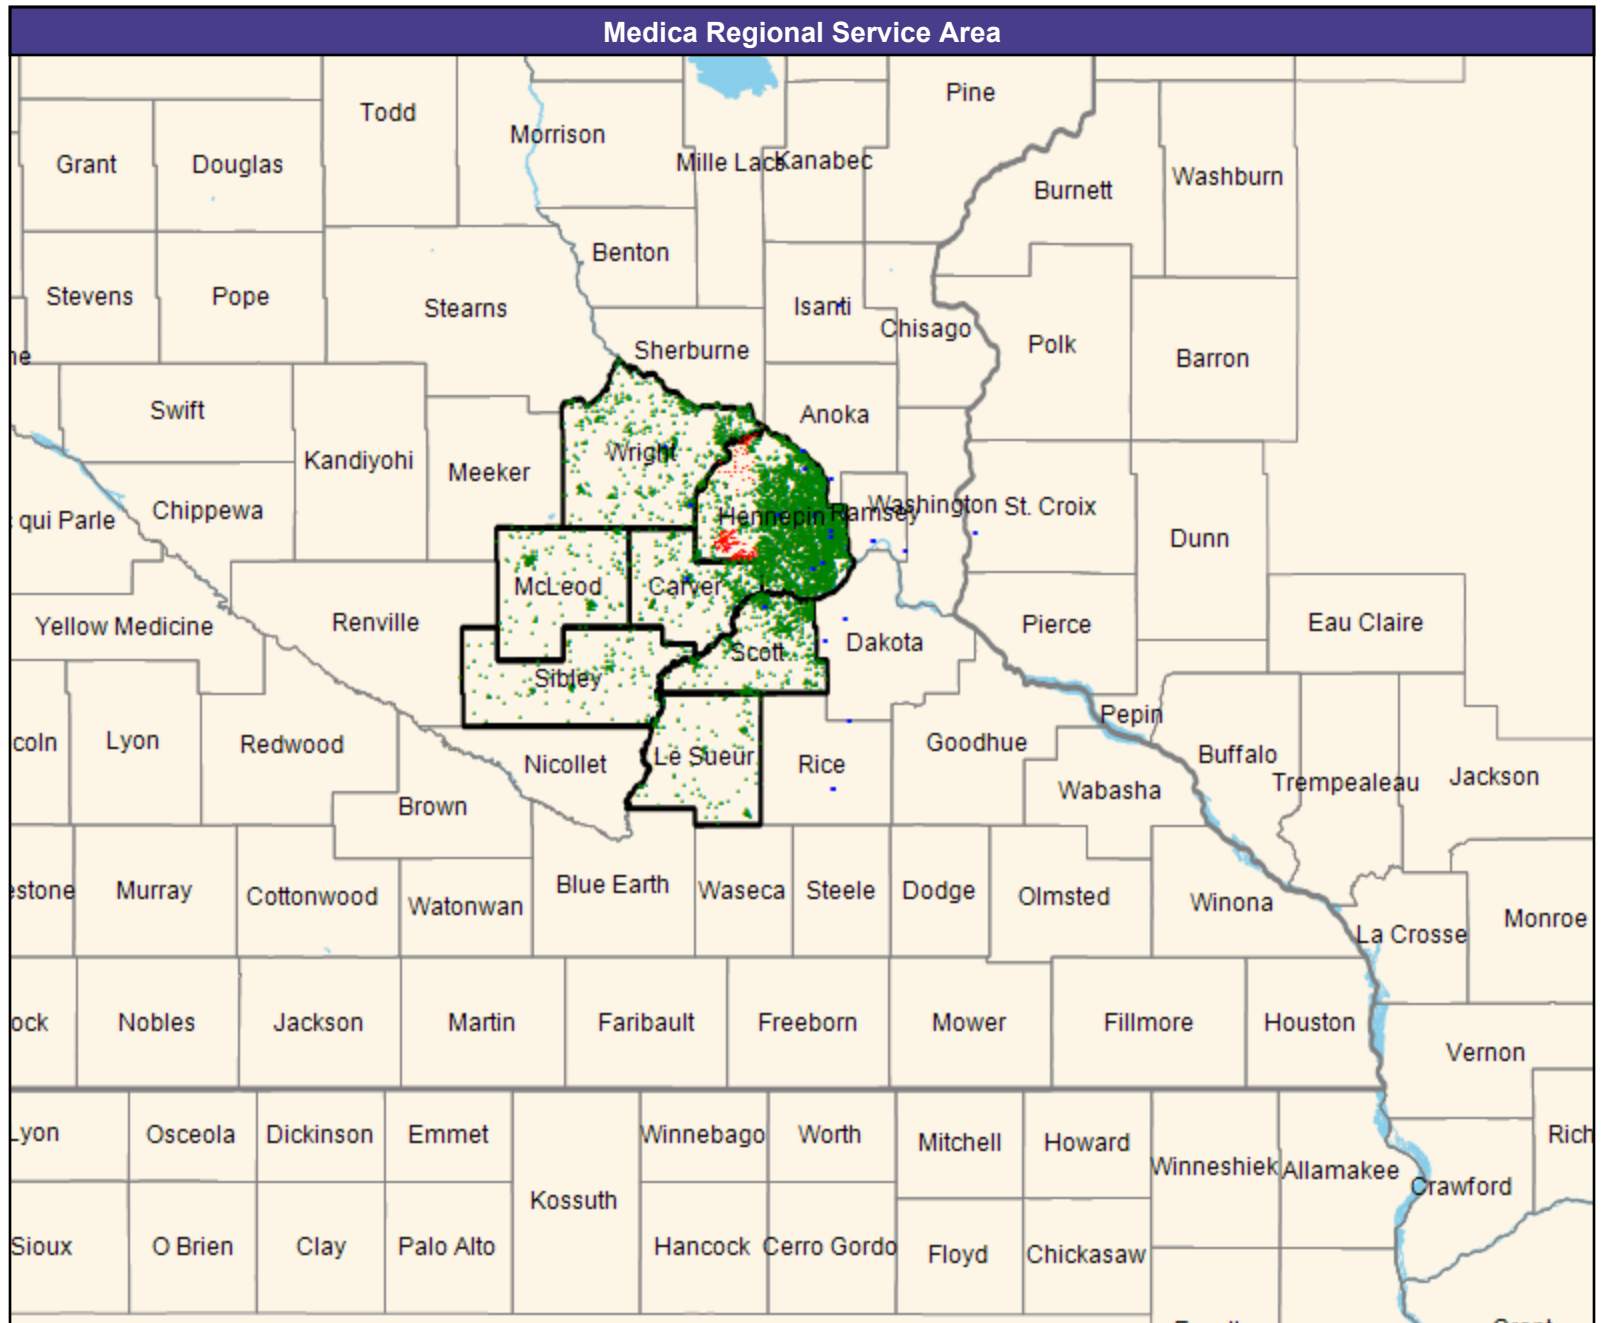 Medica Regional Service Area
Pine
Todd
Morrison
Mille Lacs
Kanabec
Grant
Douglas
Washburn
Burnett
Benton
Stevens
Pope
Stearns
Isanti
Chisago
Sherburne
Polk
Barron
ne
Swift
Anoka
Kandiyohi
Wright
Meeker
Chippewa
qui Parle
Hennepin
Ramsey
Washington
St. Croix
Dunn
McLeod
Carver
Yellow Medicine
Renville
Pierce
Eau Claire
Dakota
Scott
Sibley
Pepin
coln
Lyon
Redwood
Nicollet
Le Sueur
Rice
Goodhue
Buffalo
Trempealeau
Jackson
Wabasha
Brown
estone
Murray
Cottonwood
Watonwan
Blue Earth
Waseca
Steele
Dodge
Olmsted
Winona
La Crosse
Monroe
ock
Nobles
Jackson
Martin
Faribault
Freeborn
Mower
Fillmore
Houston
Vernon
Lyon
Osceola
Dickinson
Emmet
Winnebago
Worth
Mitchell
Howard
Rich
Winneshiek
Allamakee
Crawford
Kossuth
Sioux
O Brien
Clay
Palo Alto
Hancock
Cerro Gordo
Floyd
Chickasaw